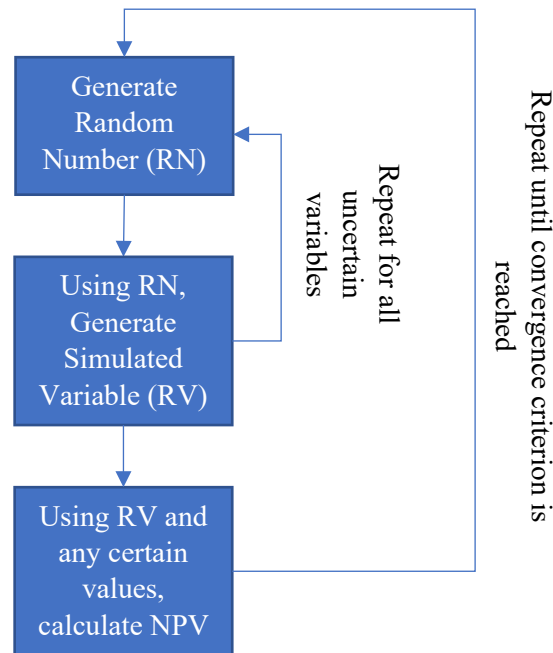 Generate
Random
Number (RN)
Using RN,
Generate
Simulated
Variable (RV)
Using RV and
any certain
values,
calculate NPV
Repeat for all
uncertain
variables
Repeat until convergence criterion is
reached